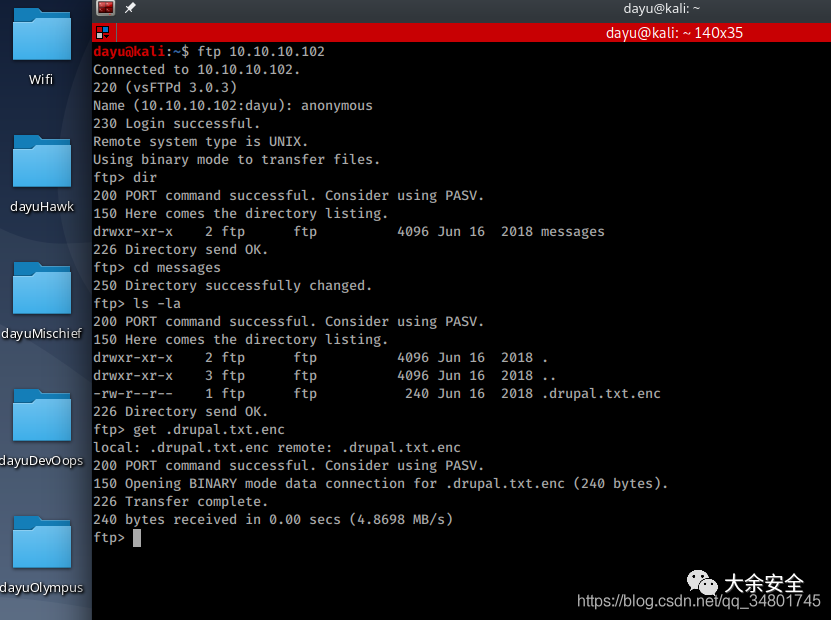 Wifi
dayuHawk
dayuMischief
dayuDevOops
dayuOlympus
dayu@kali: ~
dayu@kali: ~ 140x35
dayu@kali:~$ ftp 10.10.10.102
Connected to 10.10.10.102.
220 (vsFTPd 3.0.3)
Name (10.10.10.102:dayu): anonymous
230 Login successful.
Remote system type is UNIX.
Using binary mode to transfer files.
ftp> dir
200 PORT command successful. Consider using PASV.
150 Here comes the directory listing.
drwxr-xr-x    2 ftp      ftp          4096 Jun 16  2018 messages
226 Directory send OK.
ftp> cd messages
250 Directory successfully changed.
ftp> ls -la
200 PORT command successful. Consider using PASV.
150 Here comes the directory listing.
drwxr-xr-x    2 ftp      ftp          4096 Jun 16  2018 .
drwxr-xr-x    3 ftp      ftp          4096 Jun 16  2018 ..
-rw-r--r--    1 ftp      ftp           240 Jun 16  2018 .drupal.txt.enc
226 Directory send OK.
ftp> get .drupal.txt.enc
local: .drupal.txt.enc remote: .drupal.txt.enc
200 PORT command successful. Consider using PASV.
150 Opening BINARY mode data connection for .drupal.txt.enc (240 bytes).
226 Transfer complete.
240 bytes received in 0.00 secs (4.8698 MB/s)
ftp>
大余安全
https://blog.csdn.net/qq_34801745